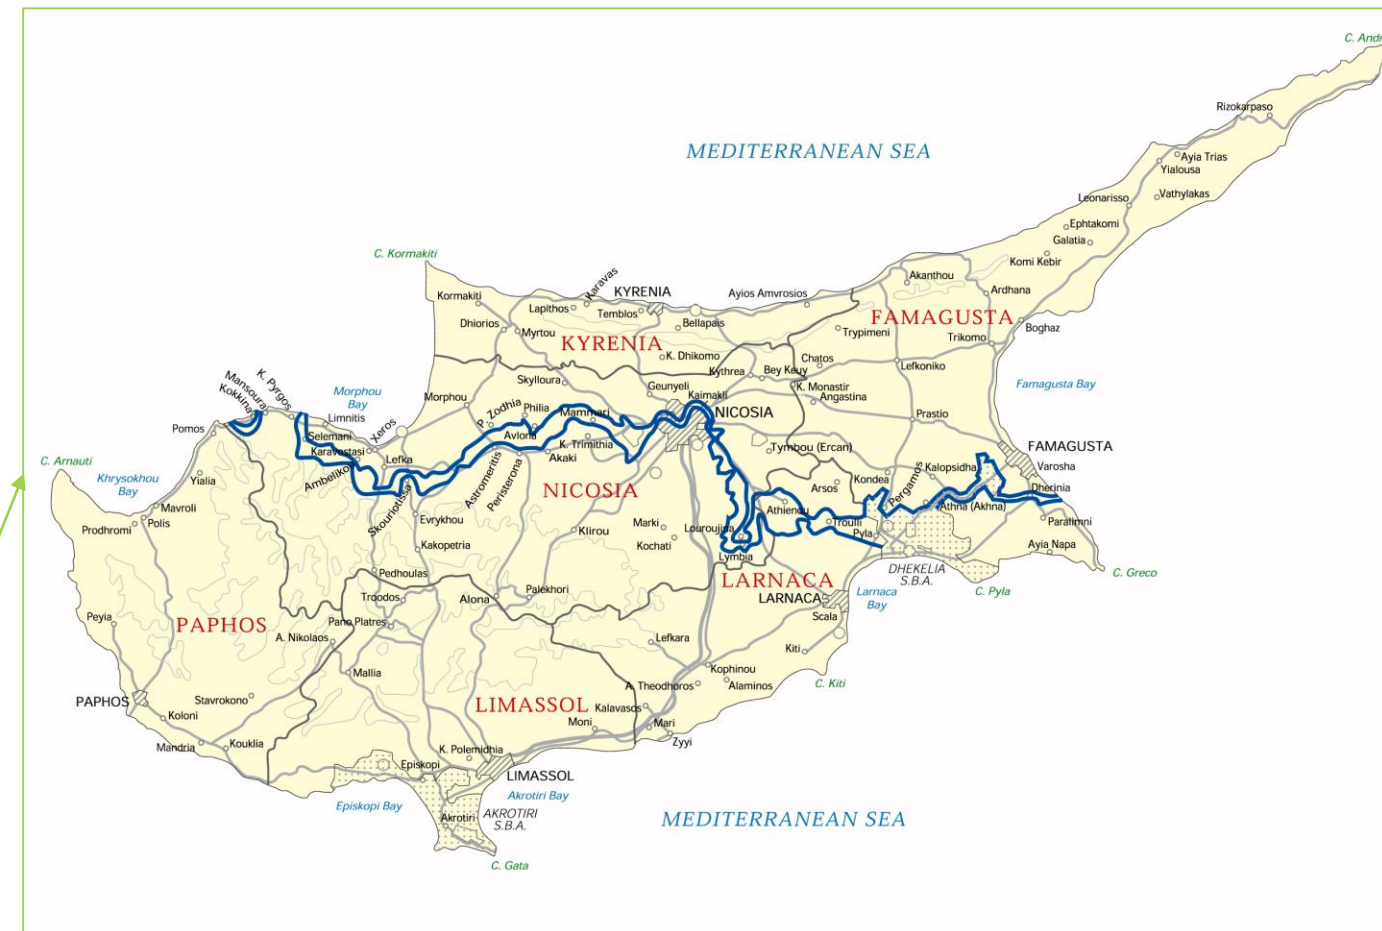 C. Andr
Rizokarpaso
MEDITERRANEAN SEA
Ayia Trias
Yialousa
Vathylakas
Leonarisso
Ephtakomi
Galatia
Komi Kebir
C. Kormakiti
Akanthou
Ardhana
Kormakiti
Karavas
KYRENIA
Ayios Amvrosios
Lapithos
Temblos
Bellapais
FAMAGUSTA
Boghaz
Dhiorios
Myrtou
KYRENIA
Trypimeni
Trikomo
K. Dhikomo
Chatos
Lefkoniko
Kythrea
Bey Keuy
Skylloura
Geunyeli
K. Monastir
Angastina
Famagusta Bay
K. Pyrgos
Mansoura
Kokkina
Morphou
Bay
Morphou
Kaimakli
NICOSIA
P. Zodhia
Philia
Mammari
Prastio
Pomos
Limnitis
Xeros
Selemani
Avlona
K. Trimithia
Tymbou (Ercan)
FAMAGUSTA
Karavostasi
Akaki
Varosha
C. Arnauti
Ambelikou
Lefka
Astromeritis
Peristerona
NICOSIA
Arsos
Kondea
Pergamos
Kalopsidha
Dherinia
Khrysokhou
Bay
Yialia
Skouriotissa
Athienou
Athna (Akhna)
Mavroli
Polis
Prodhromi
Evrykhou
Klirou
Marki
Kochati
Louroujina
Troulli
Pyla
Paralimni
Kakopetria
Lymbia
Ayia Napa
DHEKELIA
S.B.A.
Pedhoulas
Troodos
Palekhori
Alona
LARNACA
LARNACA
Larnaca
Bay
C. Pyla
C. Greco
Peyia
PAPHOS
Pano Platres
A. Nikolaos
Scala
Lefkara
Kiti
Mallia
Kophinou
Stavrokono
A. Theodhoros
Alaminos
C. Kiti
PAPHOS
LIMASSOL
Kalavasos
Koloni
Moni
Mari
Mandria
Kouklia
K. Polemidhia
Zyyi
Episkopi
LIMASSOL
Episkopi Bay
Akrotiri Bay
Akrotiri
AKROTIRI
S.B.A.
MEDITERRANEAN SEA
C. Gata